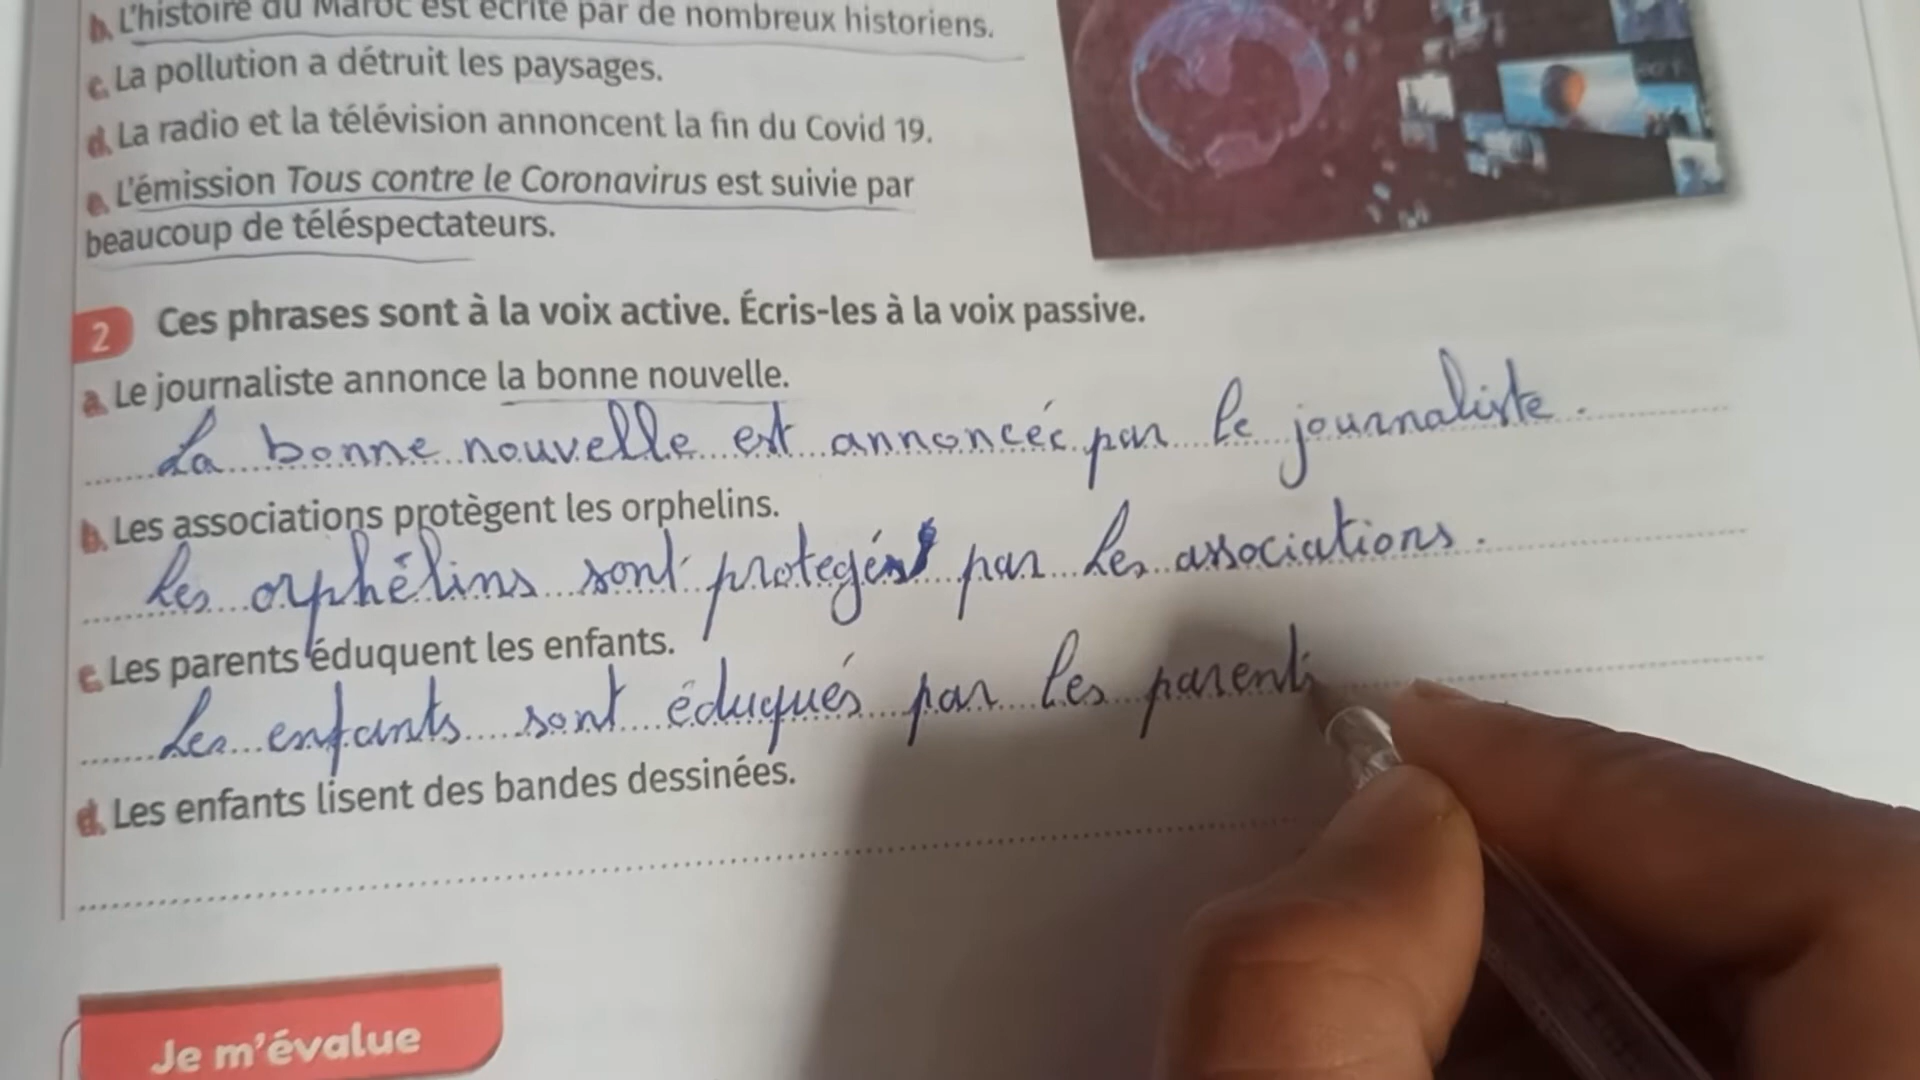 b. L'histoire du Maroc est écrite par de nombreux historiens.
c. La pollution a détruit les paysages.
d. La radio et la télévision annoncent la fin du Covid 19.
e. L'émission Tous contre le Coronavirus est suivie par
beaucoup de téléspectateurs.
2 Ces phrases sont à la voix active. Écris-les à la voix passive.
a. Le journaliste annonce la bonne nouvelle.
La bonne nouvelle est annoncée par le journaliste.
b. Les associations protègent les orphelins.
Les orphélins sont protegés par les associations.
c. Les parents éduquent les enfants.
Les enfants sont éduqués par les parent
d. Les enfants lisent des bandes dessinées.
Je m'évalue